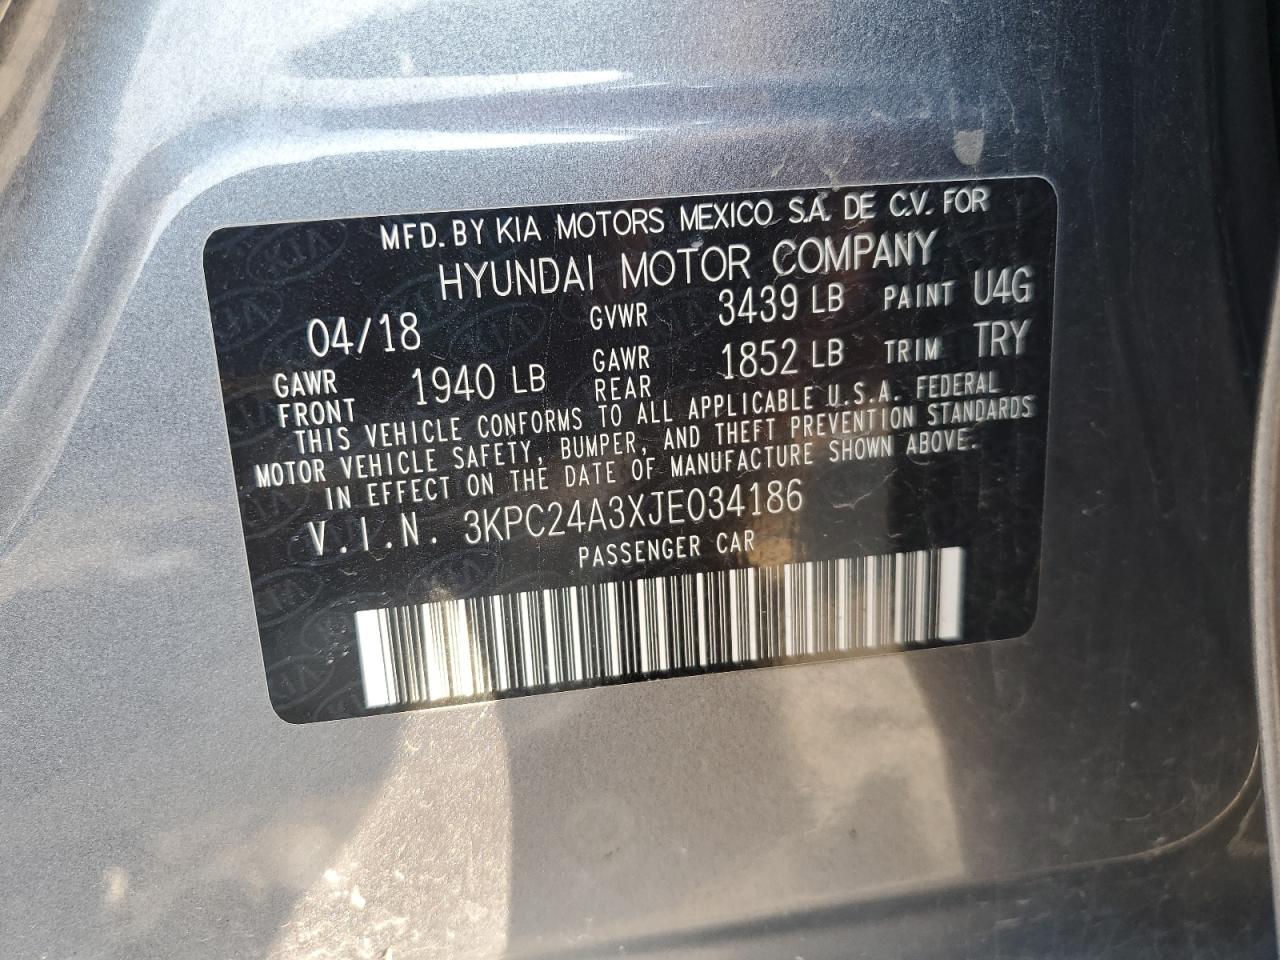 MFD. BY KIA MOTORS MEXICO S.A. DE C.V. FOR
HYUNDAI MOTOR COMPANY
04/18 GVWR 3439 LB PAINT U4G
GAWR FRONT 1940 LB GAWR REAR 1852 LB TRIM TRY
THIS VEHICLE CONFORMS TO ALL APPLICABLE U.S.A. FEDERAL
MOTOR VEHICLE SAFETY, BUMPER, AND THEFT PREVENTION STANDARDS
IN EFFECT ON THE DATE OF MANUFACTURE SHOWN ABOVE.
V.I.N. 3KPC24A3XJE034186
PASSENGER CAR